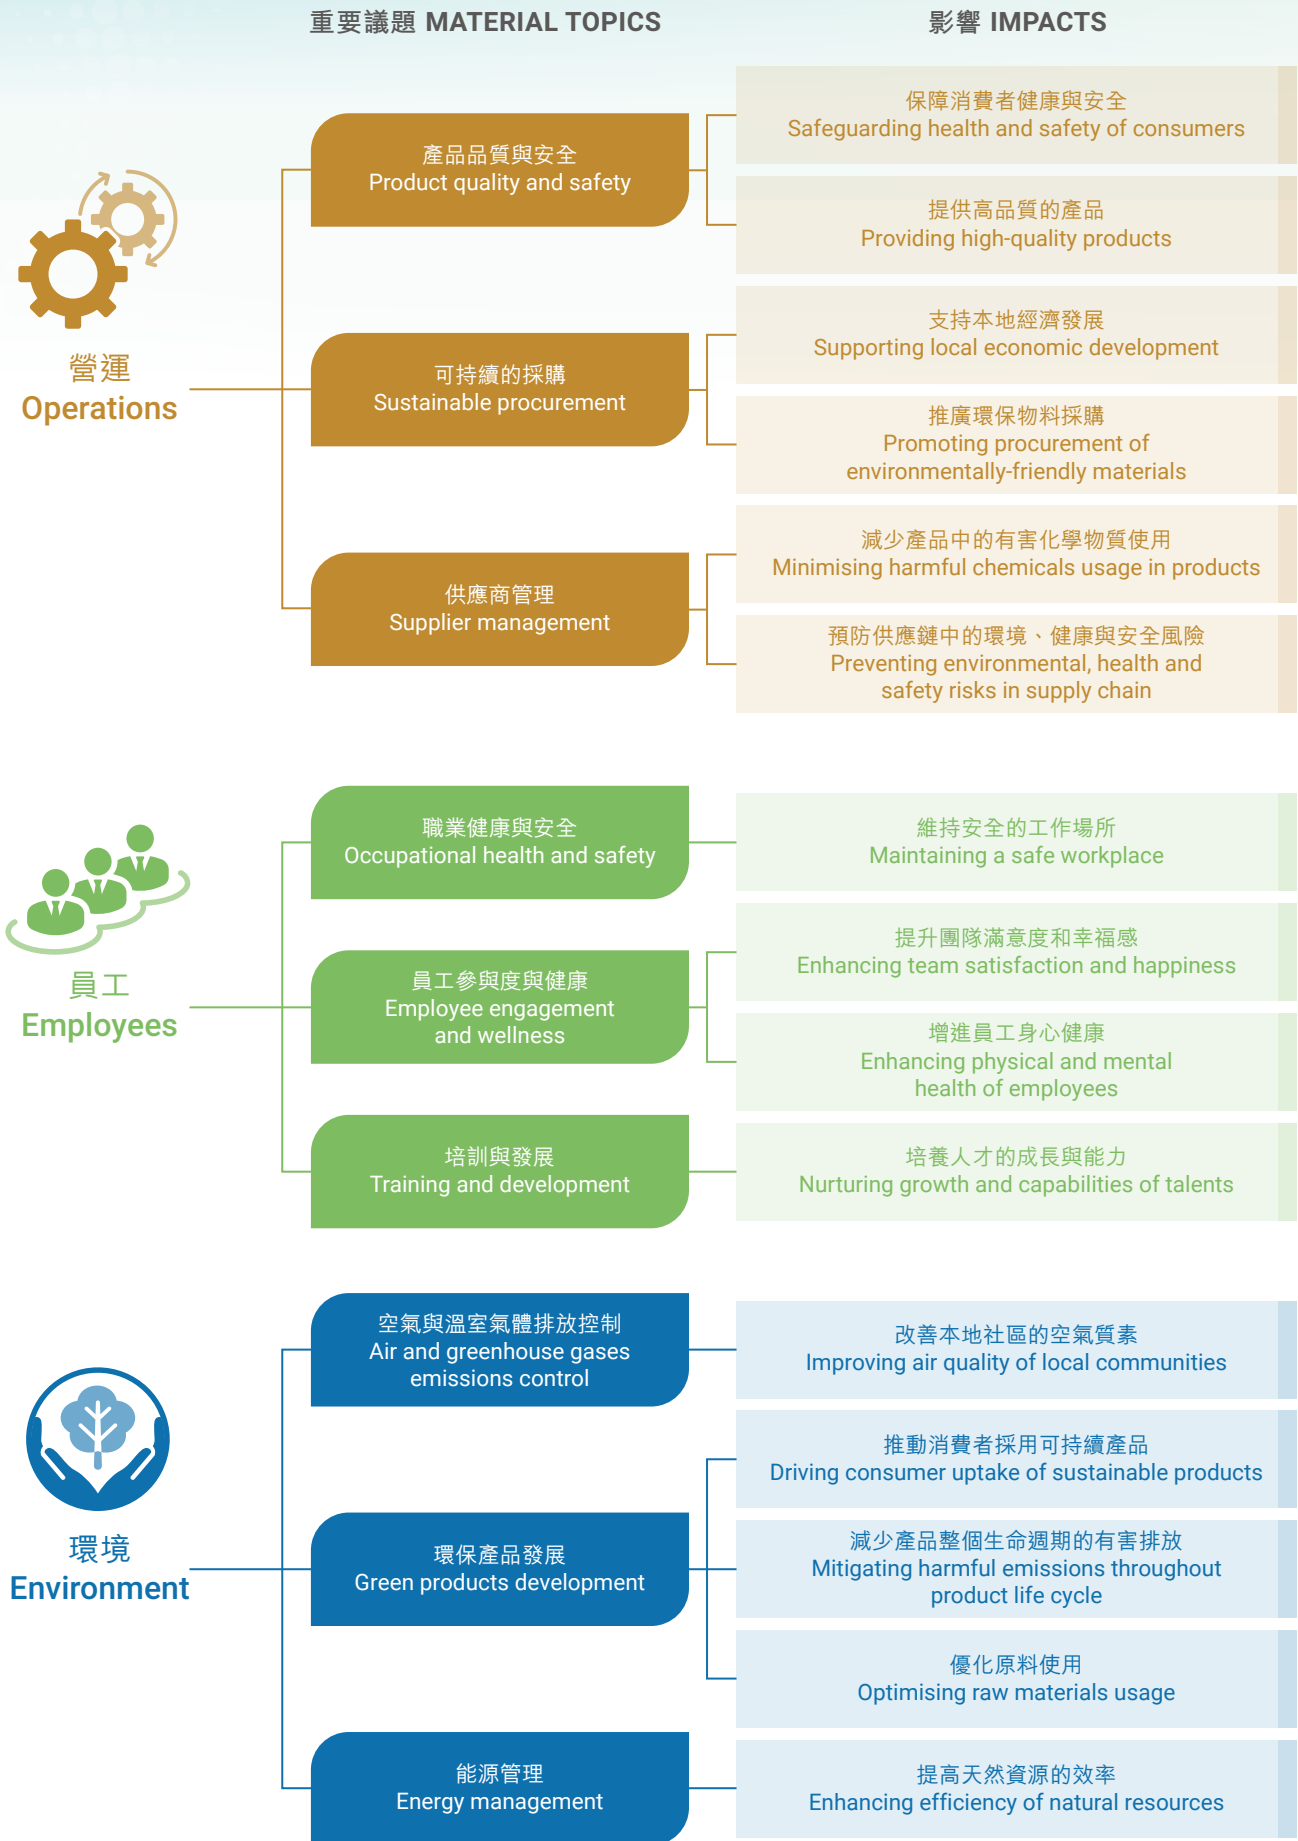 重要議題 MATERIAL TOPICS
影響 IMPACTS
營運
Operations
產品品質與安全
Product quality and safety
保障消費者健康與安全
Safeguarding health and safety of consumers
提供高品質的產品
Providing high-quality products
可持續的採購
Sustainable procurement
支持本地經濟發展
Supporting local economic development
推廣環保物料採購
Promoting procurement of
environmentally-friendly materials
供應商管理
Supplier management
減少產品中的有害化學物質使用
Minimising harmful chemicals usage in products
預防供應鏈中的環境、健康與安全風險
Preventing environmental, health and
safety risks in supply chain
員工
Employees
職業健康與安全
Occupational health and safety
維持安全的工作場所
Maintaining a safe workplace
員工參與度與健康
Employee engagement
and wellness
提升團隊滿意度和幸福感
Enhancing team satisfaction and happiness
增進員工身心健康
Enhancing physical and mental
health of employees
培訓與發展
Training and development
培養人才的成長與能力
Nurturing growth and capabilities of talents
環境
Environment
空氣與溫室氣體排放控制
Air and greenhouse gases
emissions control
改善本地社區的空氣質素
Improving air quality of local communities
環保產品發展
Green products development
推動消費者採用可持續產品
Driving consumer uptake of sustainable products
減少產品整個生命週期的有害排放
Mitigating harmful emissions throughout
product life cycle
優化原料使用
Optimising raw materials usage
能源管理
Energy management
提高天然資源的效率
Enhancing efficiency of natural resources